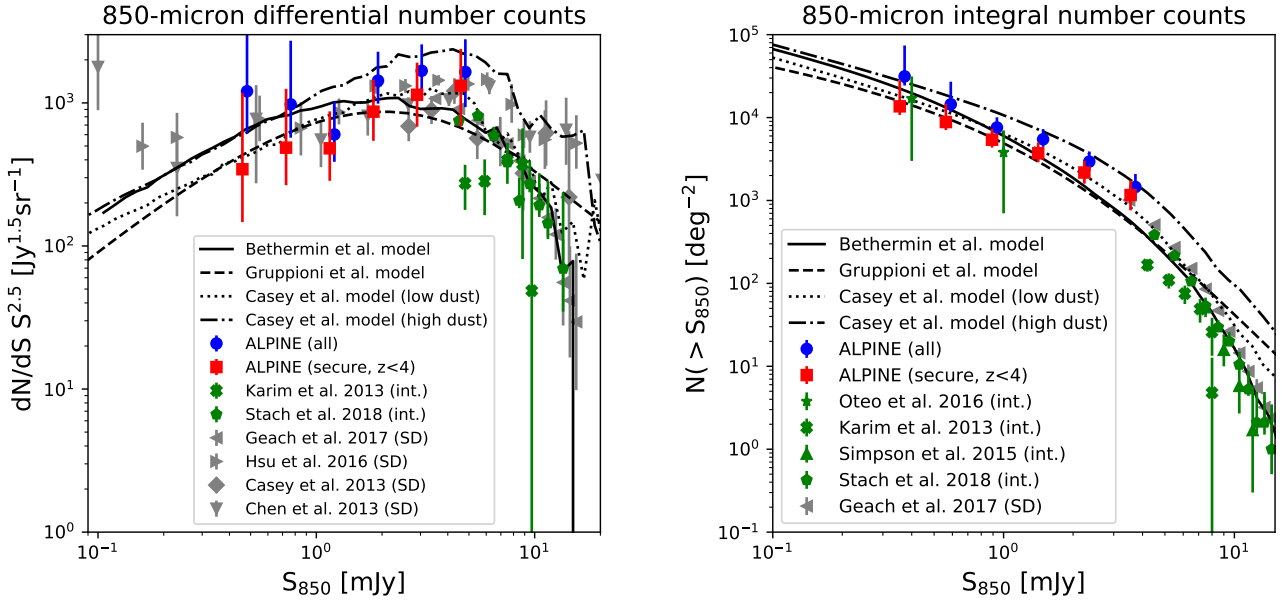 850-micron differential number counts
dN/dS S^2.5 [Jy^1.5 sr^−1]
10^3
10^2
10^1
10^0
Bethermin et al. model
Gruppioni et al. model
Casey et al. model (low dust)
Casey et al. model (high dust)
ALPINE (all)
ALPINE (secure, z<4)
Karim et al. 2013 (int.)
Stach et al. 2018 (int.)
Geach et al. 2017 (SD)
Hsu et al. 2016 (SD)
Casey et al. 2013 (SD)
Chen et al. 2013 (SD)
10^−1
10^0
10^1
S_850 [mJy]
850-micron integral number counts
N( > S_850) [deg^−2]
10^5
10^4
10^3
10^2
10^1
10^0
10^−1
Bethermin et al. model
Gruppioni et al. model
Casey et al. model (low dust)
Casey et al. model (high dust)
ALPINE (all)
ALPINE (secure, z<4)
Oteo et al. 2016 (int.)
Karim et al. 2013 (int.)
Simpson et al. 2015 (int.)
Stach et al. 2018 (int.)
Geach et al. 2017 (SD)
10^−1
10^0
10^1
S_850 [mJy]